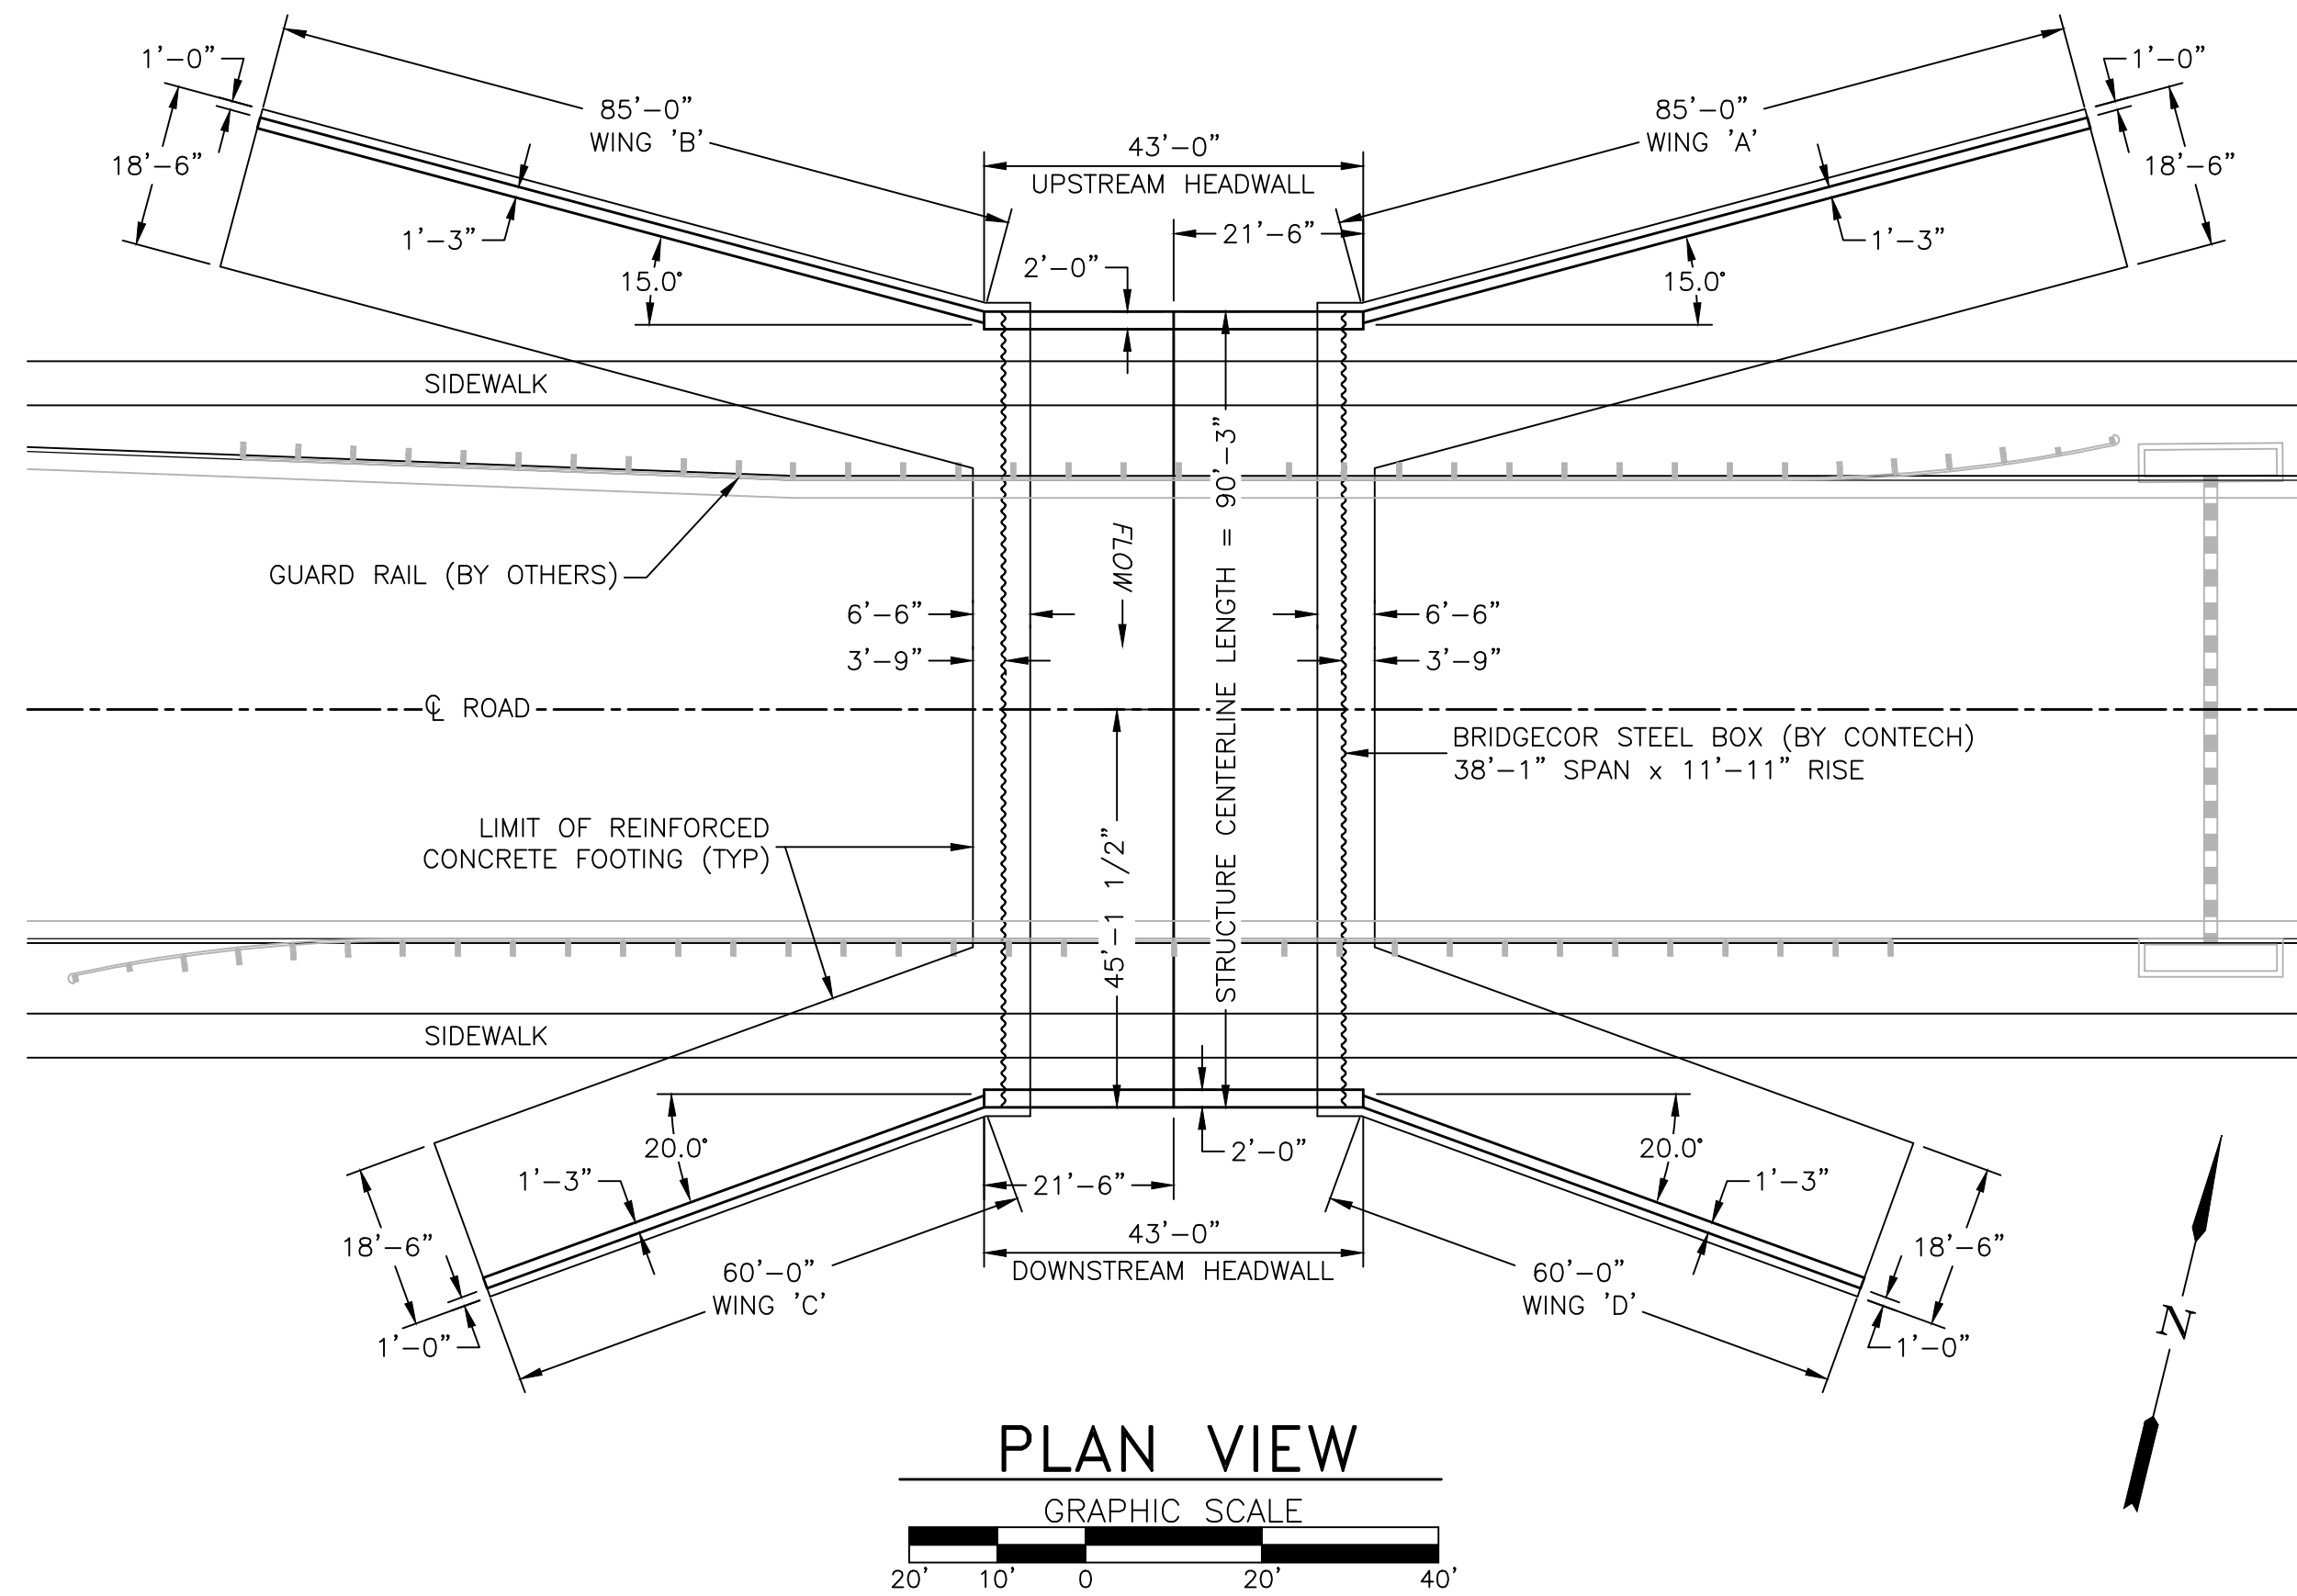 1'-0"
85'-0"
WING 'B'
18'-6"
1'-3"
15.0°
43'-0"
UPSTREAM HEADWALL
21'-6"
2'-0"
85'-0"
WING 'A'
1'-0"
18'-6"
1'-3"
15.0°
SIDEWALK
GUARD RAIL (BY OTHERS)
FLOW
6'-6"
3'-9"
6'-6"
3'-9"
STRUCTURE CENTERLINE LENGTH = 90'-3"
℄ ROAD
BRIDGECOR STEEL BOX (BY CONTECH)
38'-1" SPAN x 11'-11" RISE
LIMIT OF REINFORCED
CONCRETE FOOTING (TYP)
45'-1 1/2"
SIDEWALK
20.0°
1'-3"
18'-6"
1'-0"
60'-0"
WING 'C'
21'-6"
2'-0"
43'-0"
DOWNSTREAM HEADWALL
20.0°
1'-3"
18'-6"
60'-0"
WING 'D'
1'-0"
N
PLAN VIEW
GRAPHIC SCALE
20' 10' 0 20' 40'